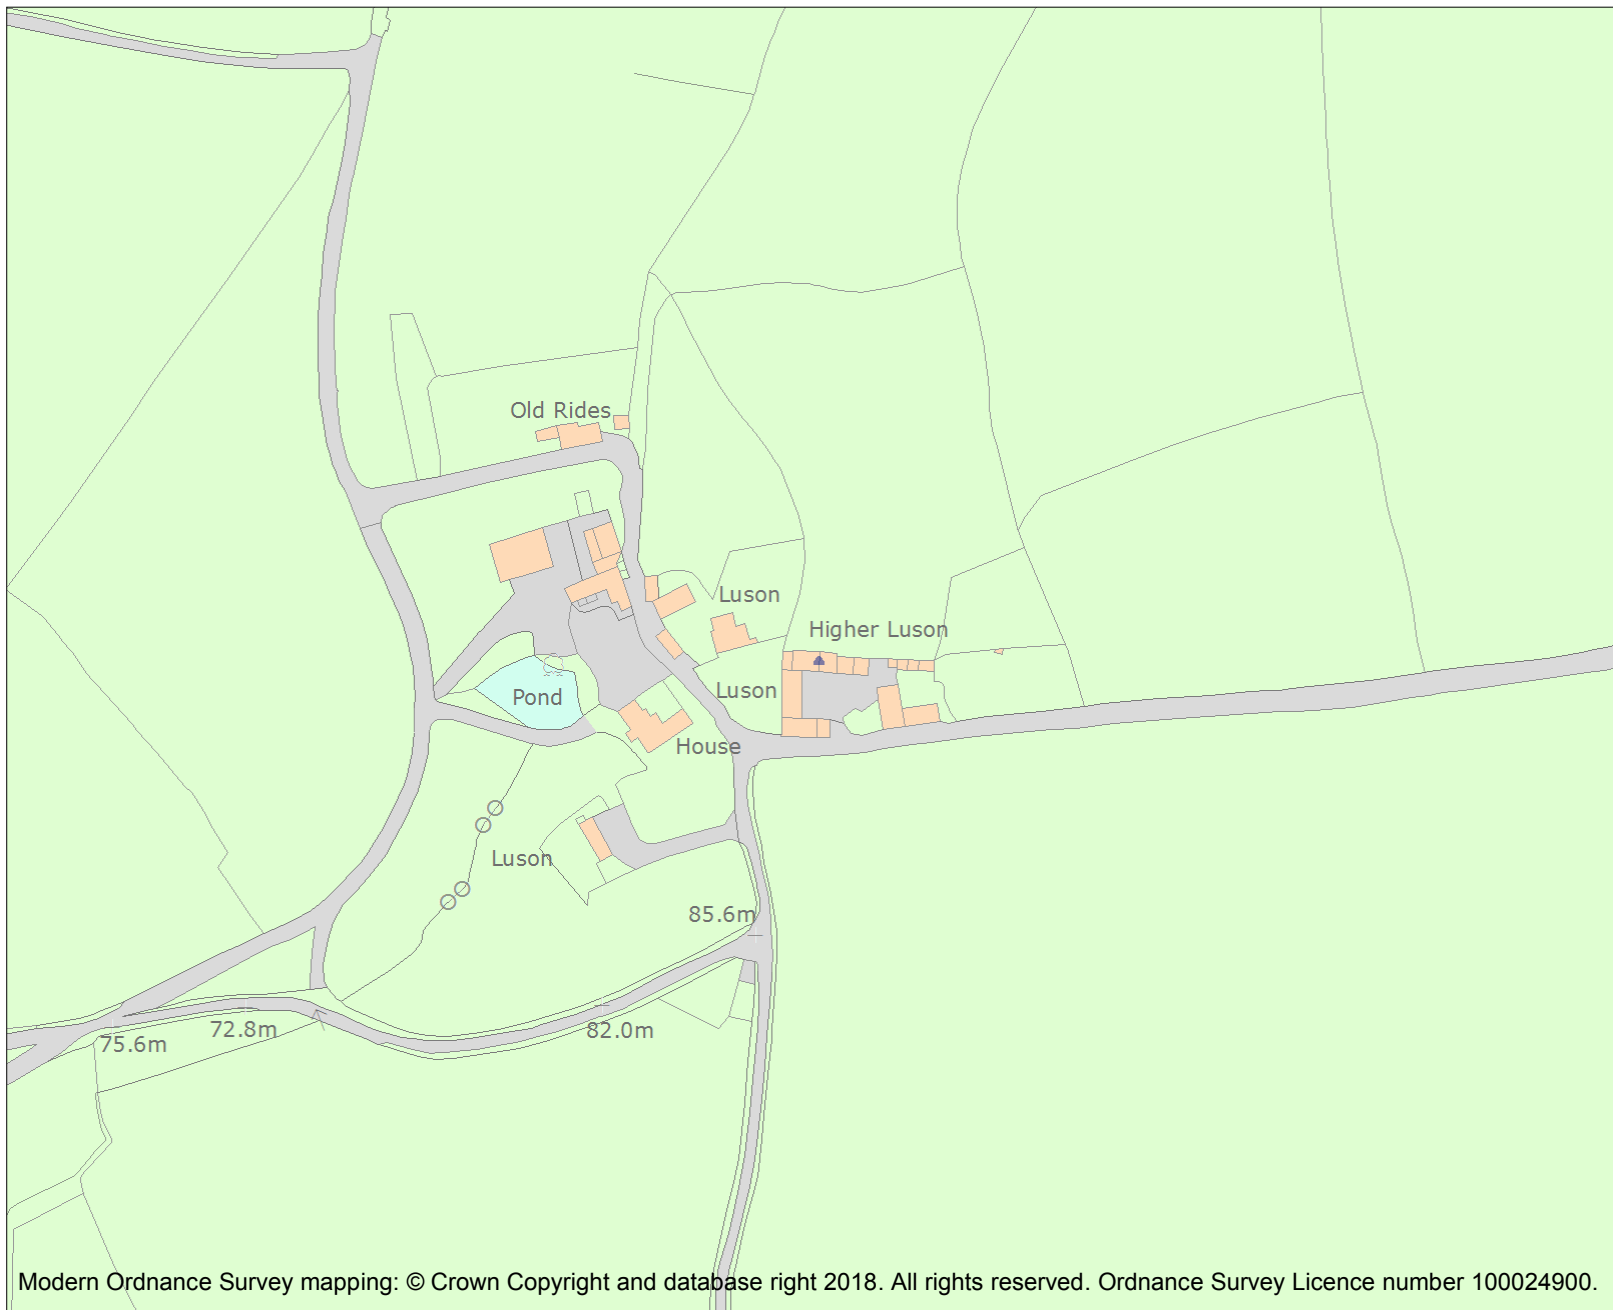 Old Rides
Luson
Higher Luson
Luson
Pond
House
Luson
85.6m
82.0m
72.8m
75.6m
Modern Ordnance Survey mapping: © Crown Copyright and database right 2018. All rights reserved. Ordnance Survey Licence number 100024900.